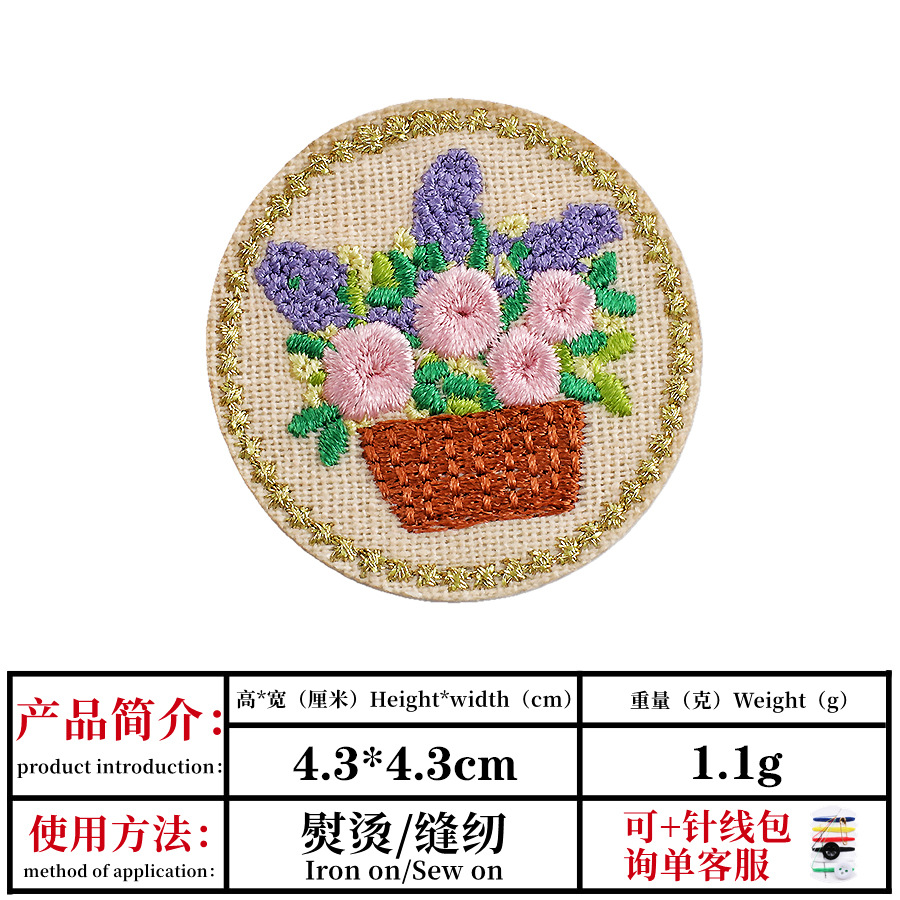 产品简介：
product introduction:
高*宽（厘米）Height*width（cm）
重量（克）Weight（g）
4.3*4.3cm
1.1g
使用方法：
method of application:
熨烫/缝纫
Iron on/Sew on
可+针线包
询单客服